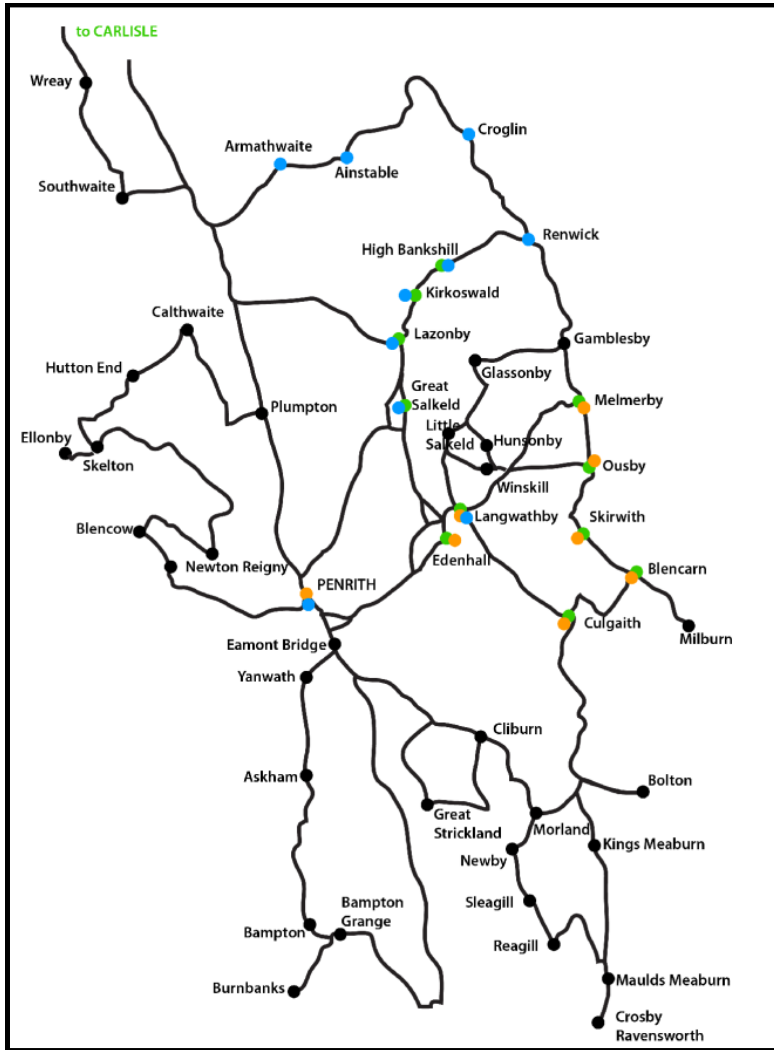 to CARLISLE
Wreay
Croglin
Armathwaite
Ainstable
Southwaite
Renwick
High Bankshill
Kirkoswald
Calthwaite
Lazonby
Gamblesby
Hutton End
Glassonby
Great
Salkeld
Melmerby
Plumpton
Little
Salkeld
Hunsonby
Ellonby
Skelton
Ousby
Winskill
Langwathby
Skirwith
Blencow
Edenhall
Newton Reigny
Blencarn
PENRITH
Culgaith
Milburn
Eamont Bridge
Yanwath
Cliburn
Askham
Bolton
Great
Strickland
Morland
Kings Meaburn
Newby
Sleagill
Bampton
Grange
Bampton
Reagill
Maulds Meaburn
Burnbanks
Crosby
Ravensworth